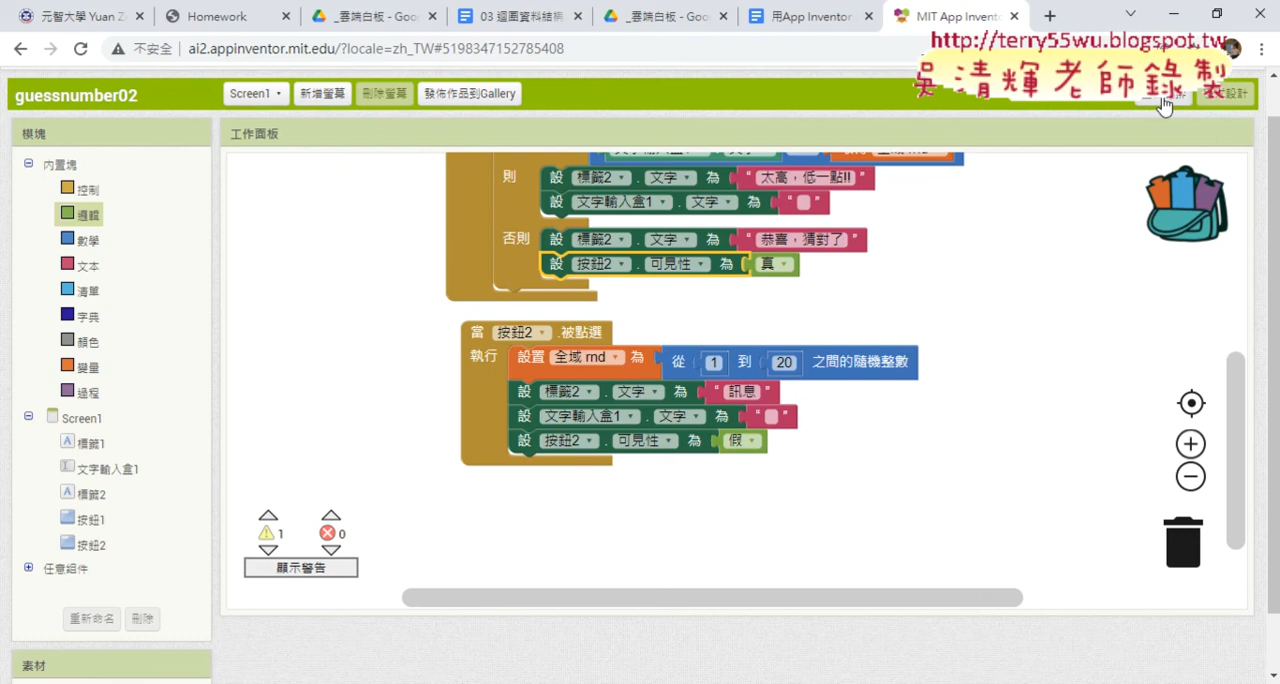 元智大學 Yuan Z
Homework
_雲端白板 - Goo
03 迴圈資料結構
_雲端白板 - Goo
用App Inventor
MIT App Invento
不安全
ai2.appinventor.mit.edu/?locale=zh_TW#5198347152785408
http://terry55wu.blogspot.tw
吳清輝老師錄製
guessnumber02
Screen1
新增螢幕
刪除螢幕
發佈作品到Gallery
模塊
工作面板
內置塊
控制
邏輯
數學
文本
清單
字典
顏色
變量
過程
Screen1
標籤1
文字輸入盒1
標籤2
按鈕1
按鈕2
任意組件
重新命名
刪除
素材
則
設 標籤2 . 文字 為 " 太高，低一點!! "
設 文字輸入盒1 . 文字 為 " "
否則
設 標籤2 . 文字 為 " 恭喜，猜對了 "
設 按鈕2 . 可見性 為 真
當 按鈕2 .被點選
執行 設置 全域 rnd 為 從 1 到 20 之間的隨機整數
設 標籤2 . 文字 為 " 訊息 "
設 文字輸入盒1 . 文字 為 " "
設 按鈕2 . 可見性 為 假
1
0
顯示警告